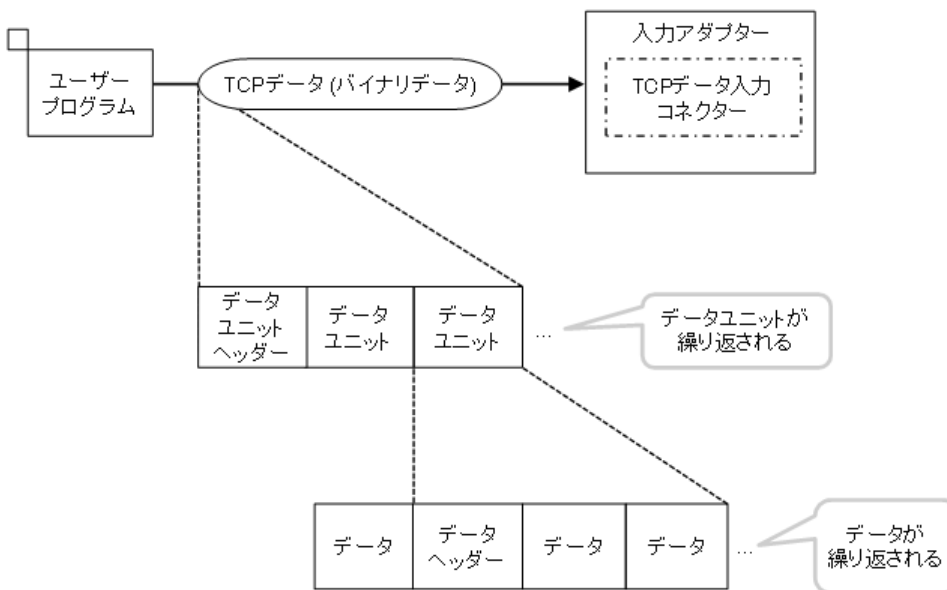 ユーザー
プログラム
TCPデータ(バイナリデータ)
入力アダプター
TCPデータ入力
コネクター
データ
ユニット
ヘッダー
データ
ユニット
データ
ユニット
…
データユニットが
繰り返される
データ
データ
ヘッダー
データ
データ
…
データが
繰り返される